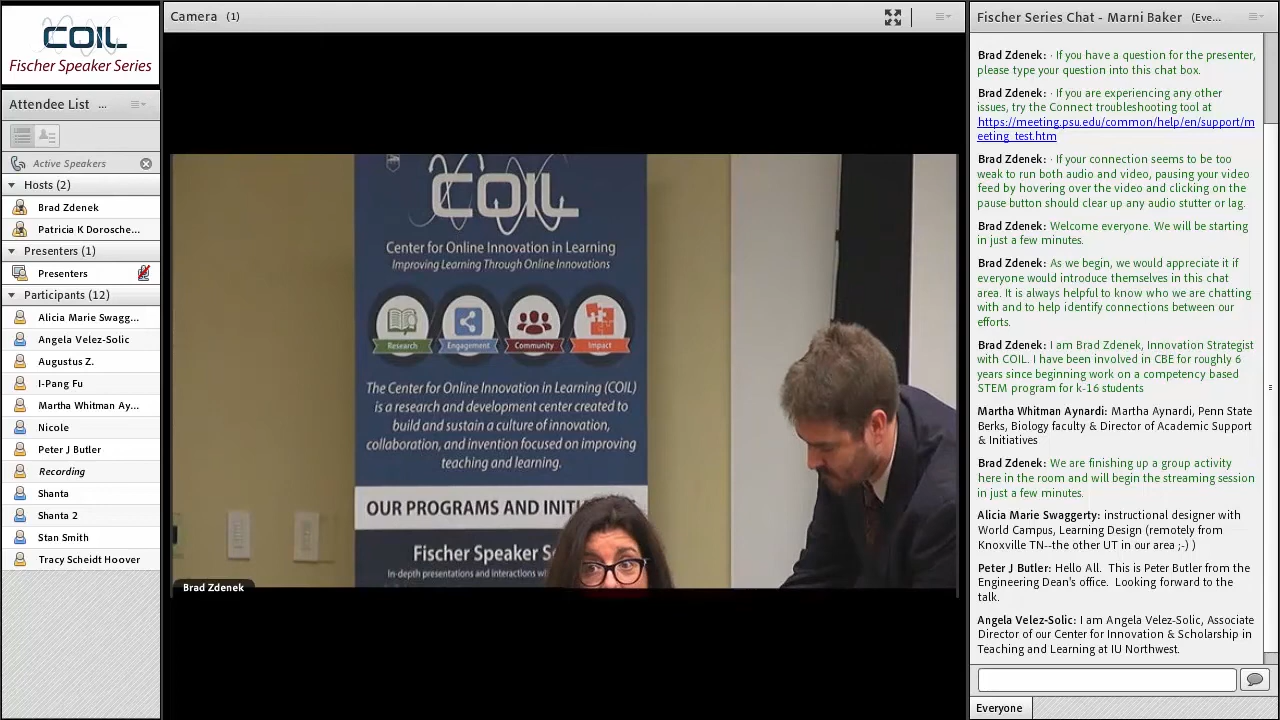 COIL
Fischer Speaker Series
Attendee List ...
Active Speakers
Hosts (2)
Brad Zdenek
Patricia K Dorosche...
Presenters (1)
Presenters
Participants (12)
Alicia Marie Swagg...
Angela Velez-Solic
Augustus Z.
I-Pang Fu
Martha Whitman Ay...
Nicole
Peter J Butler
Recording
Shanta
Shanta 2
Stan Smith
Tracy Scheidt Hoover
Camera (1)
COIL
Center for Online Innovation in Learning
Improving Learning Through Online Innovations
Research Engagement Community Impact
The Center for Online Innovation in Learning (COIL)
is a research and development center created to
build and sustain a culture of innovation,
collaboration, and invention focused on improving
teaching and learning.
OUR PROGRAMS AND
Fischer Speaker
In-depth presentations and interactions
Brad Zdenek
Fischer Series Chat - Marni Baker (Eve...
Brad Zdenek: · If you have a question for the presenter,
please type your question into this chat box.
Brad Zdenek: · If you are experiencing any other
issues, try the Connect troubleshooting tool at
https://meeting.psu.edu/common/help/en/support/m
eeting_test.htm
Brad Zdenek: · If your connection seems to be too
weak to run both audio and video, pausing your video
feed by hovering over the video and clicking on the
pause button should clear up any audio stutter or lag.
Brad Zdenek: Welcome everyone. We will be starting
in just a few minutes.
Brad Zdenek: As we begin, we would appreciate it if
everyone would introduce themselves in this chat
area. It is always helpful to know who we are chatting
with and to help identify connections between our
efforts.
Brad Zdenek: I am Brad Zdenek, Innovation Strategist
with COIL. I have been involved in CBE for roughly 6
years since beginning work on a competency based
STEM program for k-16 students
Martha Whitman Aynardi: Martha Aynardi, Penn State
Berks, Biology faculty & Director of Academic Support
& Initiatives
Brad Zdenek: We are finishing up a group activity
here in the room and will begin the streaming session
in just a few minutes.
Alicia Marie Swaggerty: instructional designer with
World Campus, Learning Design (remotely from
Knoxville TN--the other UT in our area :-) )
Peter J Butler: Hello All. This is Pete Butler from the
Engineering Dean's office. Looking forward to the
talk.
Angela Velez-Solic: I am Angela Velez-Solic, Associate
Director of our Center for Innovation & Scholarship in
Teaching and Learning at IU Northwest.
Everyone